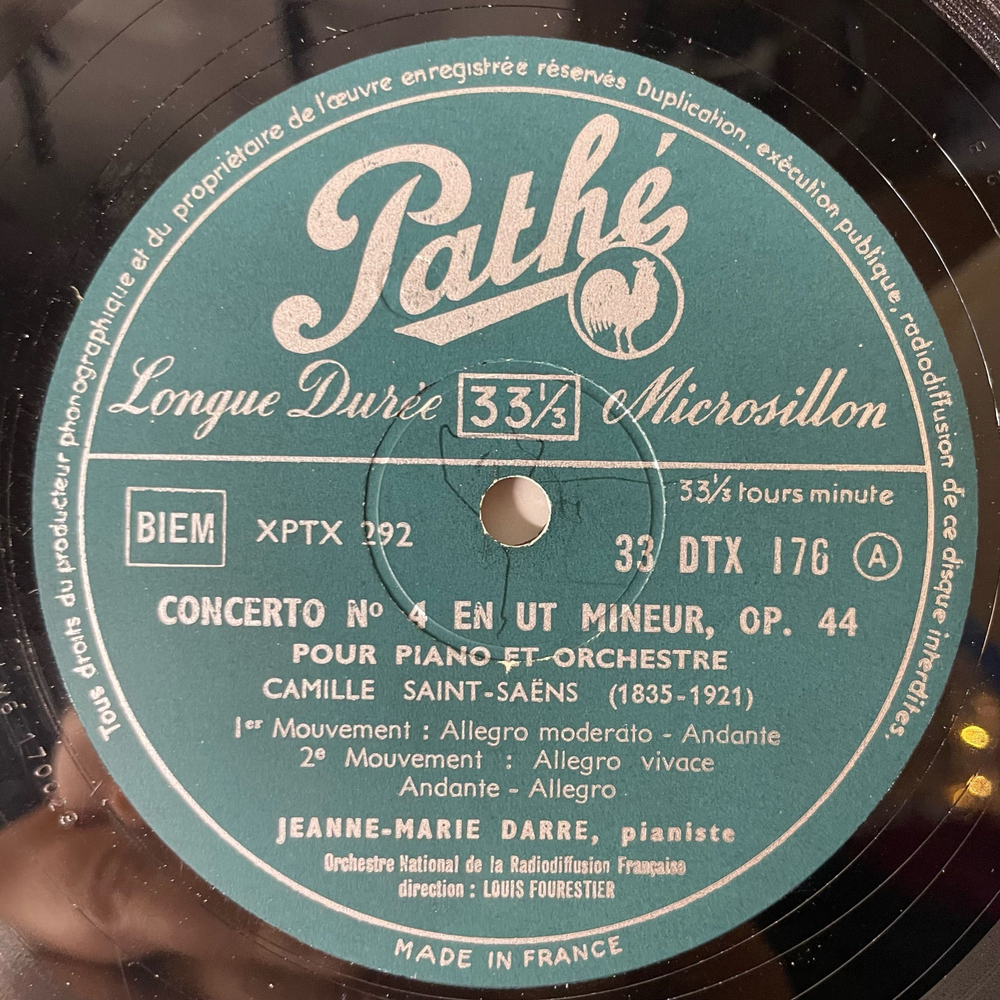 Tous droits du producteur phonographique et du propriétaire de l'œuvre enregistrée réservés Duplication, exécution publique, radiodiffusion de ce disque interdites.
Pathé
Longue Durée 33⅓ Microsillon
33⅓ tours minute
BIEM XPTX 292 33 DTX 176 A
CONCERTO Nº 4 EN UT MINEUR, OP. 44
POUR PIANO ET ORCHESTRE
CAMILLE SAINT-SAËNS (1835-1921)
1er Mouvement : Allegro moderato - Andante
2e Mouvement : Allegro vivace
Andante - Allegro
JEANNE-MARIE DARRE, pianiste
Orchestre National de la Radiodiffusion Française
direction : LOUIS FOURESTIER
MADE IN FRANCE